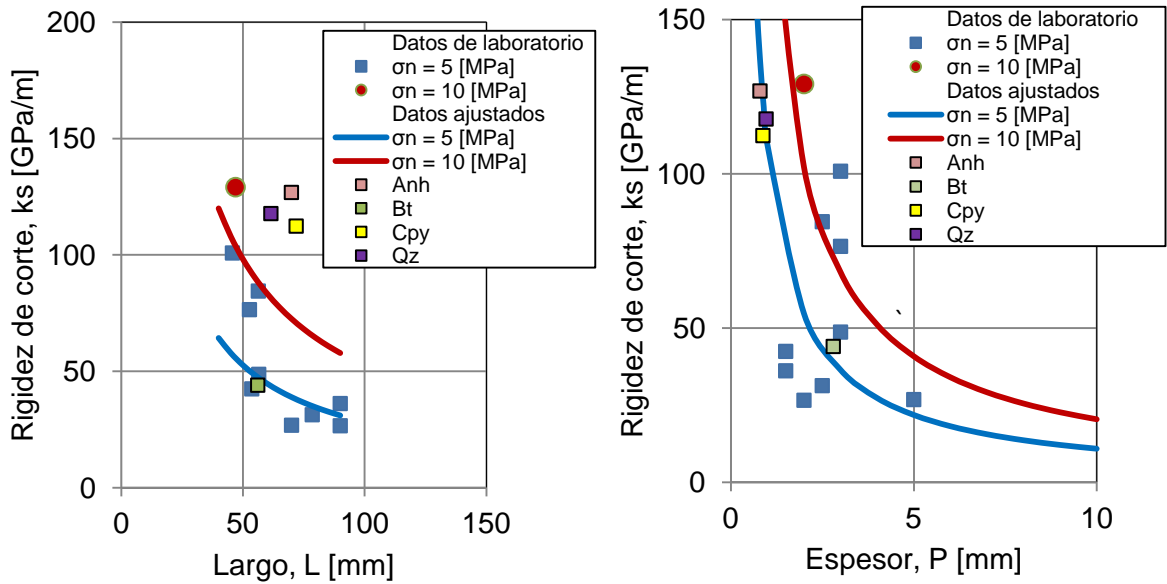 Rigidez de corte, ks [GPa/m]
200
150
100
50
0
0
50
100
150
Largo, L [mm]
Datos de laboratorio
σn = 5 [MPa]
σn = 10 [MPa]
Datos ajustados
σn = 5 [MPa]
σn = 10 [MPa]
Anh
Bt
Cpy
Qz
Rigidez de corte, ks [GPa/m]
150
100
50
0
0
5
10
Espesor, P [mm]
Datos de laboratorio
σn = 5 [MPa]
σn = 10 [MPa]
Datos ajustados
σn = 5 [MPa]
σn = 10 [MPa]
Anh
Bt
Cpy
Qz
`